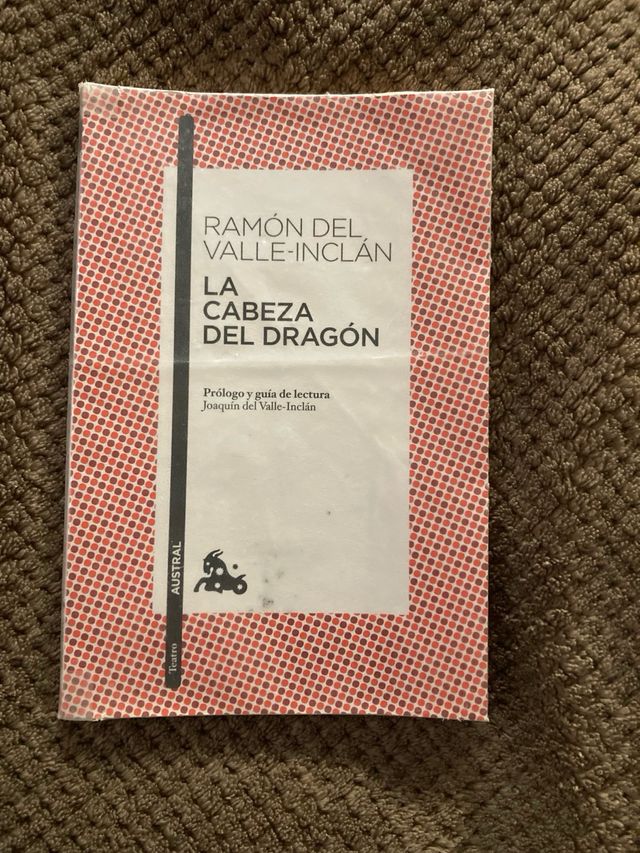 RAMÓN DEL
VALLE-INCLÁN
LA
CABEZA
DEL DRAGÓN
Prólogo y guía de lectura
Joaquín del Valle-Inclán
AUSTRAL
Teatro